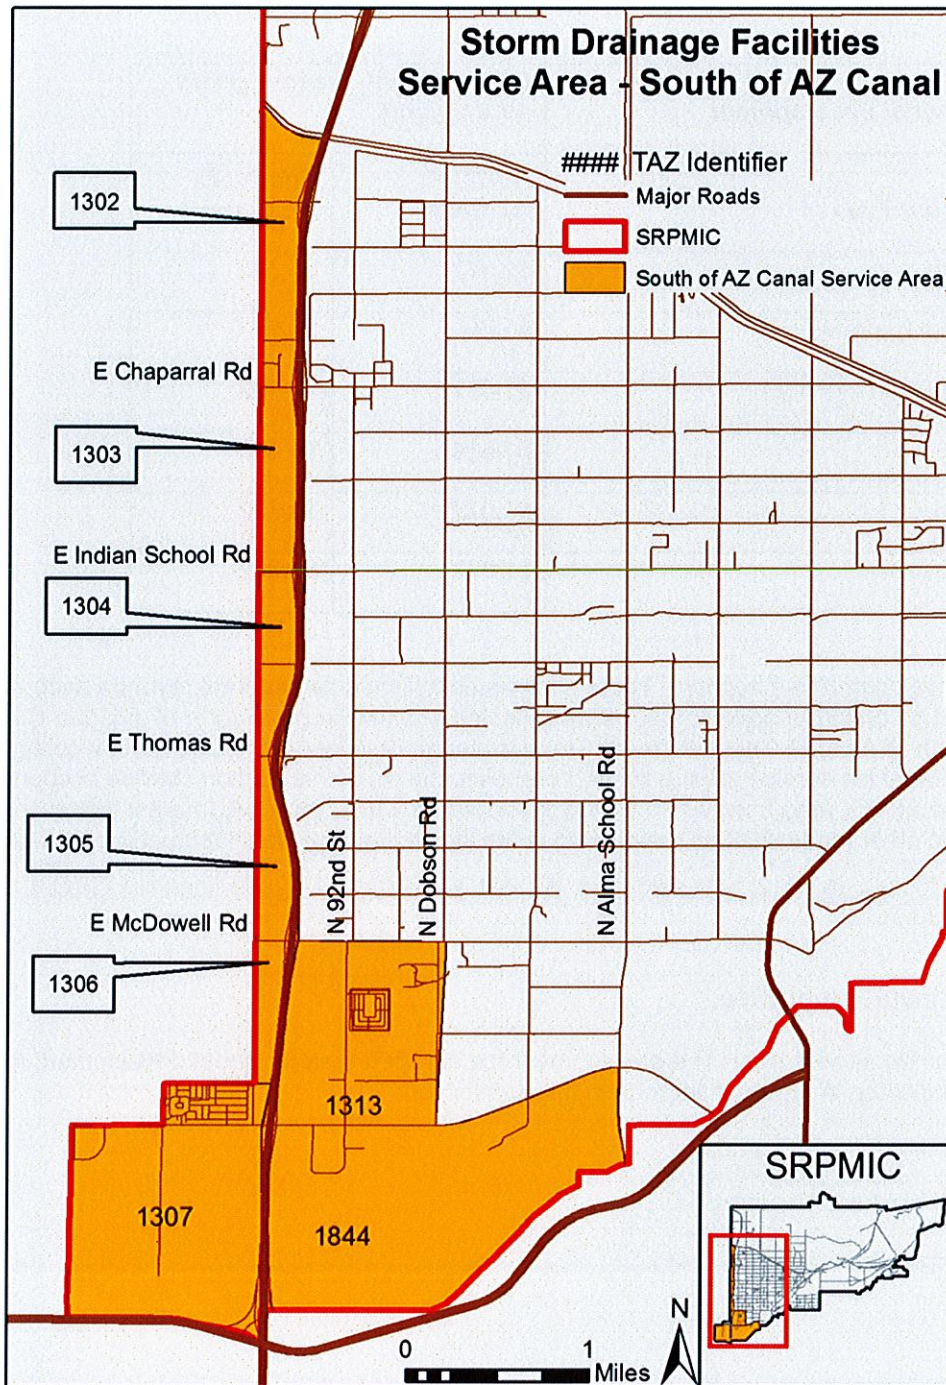 Storm Drainage Facilities
Service Area - South of AZ Canal
#### TAZ Identifier
Major Roads
SRPMIC
South of AZ Canal Service Area
1302
E Chaparral Rd
1303
E Indian School Rd
1304
E Thomas Rd
1305
N 92nd St
N Dobson Rd
N Alma School Rd
E McDowell Rd
1306
1313
1307
1844
SRPMIC
N
0 1
Miles